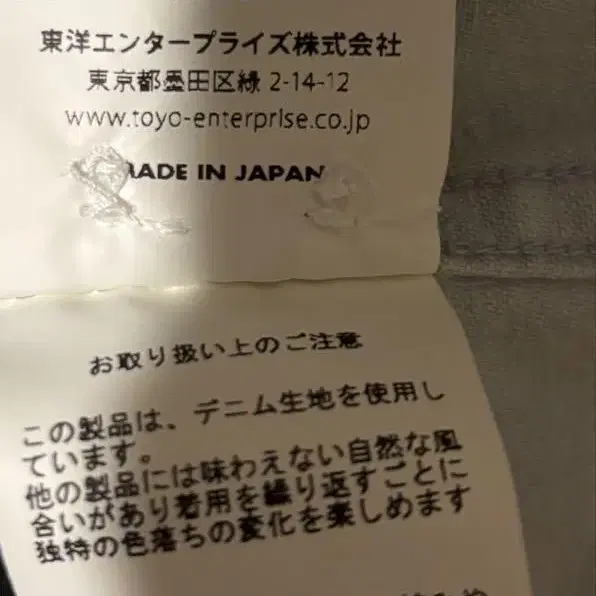 東洋エンタープライズ株式会社
東京都墨田区緑 2-14-12
www.toyo-enterprise.co.jp
MADE IN JAPAN
お取り扱い上のご注意
この製品は、デニム生地を使用し
ています。
他の製品には味わえない自然な風
合いがあり着用を繰り返すごとに
独特の色落ちの変化を楽しめます